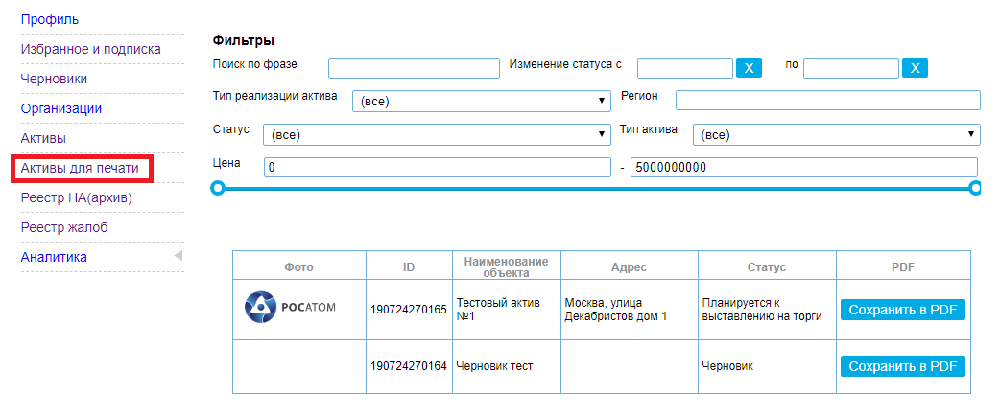 Профиль
Избранное и подписка
Черновики
Организации
Активы
Активы для печати
Реестр НА(архив)
Реестр жалоб
Аналитика
Фильтры
Поиск по фразе Изменение статуса с X по X
Тип реализации актива (все) Регион
Статус (все) Тип актива (все)
Цена 0 - 5000000000
Фото ID Наименование объекта Адрес Статус PDF
РОСАТОМ 190724270165 Тестовый актив №1 Москва, улица Декабристов дом 1 Планируется к выставлению на торги Сохранить в PDF
190724270164 Черновик тест Черновик Сохранить в PDF